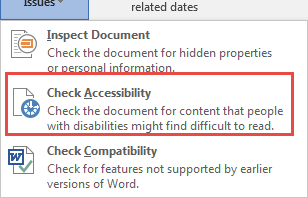 Issues
related dates
Inspect Document
Check the document for hidden properties
or personal information.
Check Accessibility
Check the document for content that people
with disabilities might find difficult to read.
Check Compatibility
Check for features not supported by earlier
versions of Word.